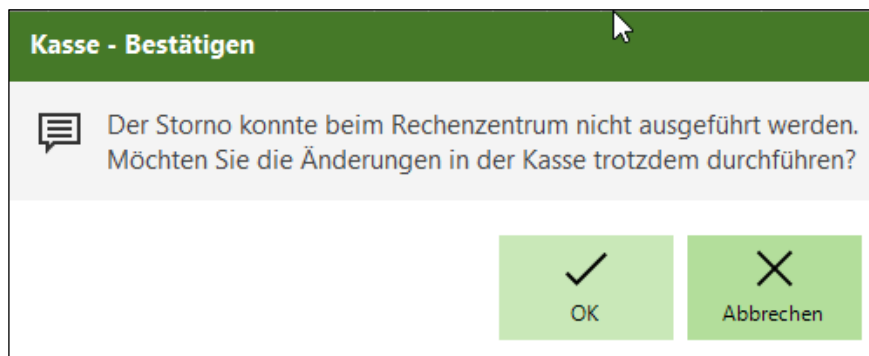 Kasse - Bestätigen
Der Storno konnte beim Rechenzentrum nicht ausgeführt werden.
Möchten Sie die Änderungen in der Kasse trotzdem durchführen?
OK
Abbrechen